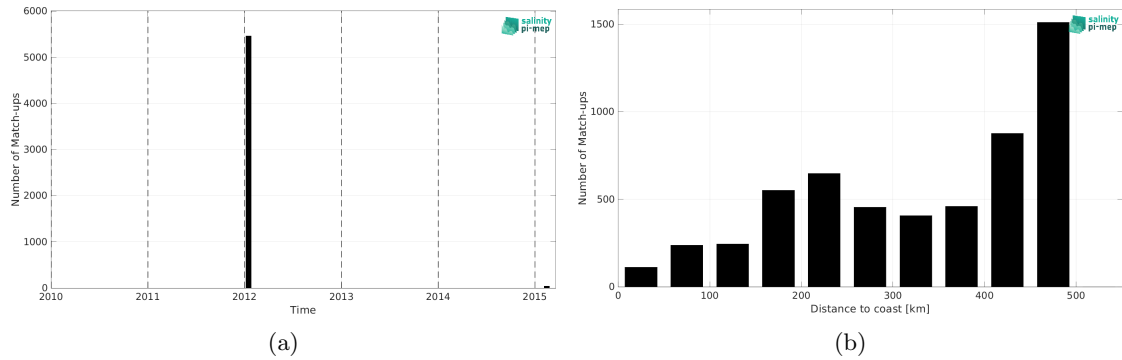 6000
5000
4000
3000
2000
1000
0
Number of Match-ups
2010 2011 2012 2013 2014 2015
Time
salinity
pi-mep
(a)
1500
1000
500
0
Number of Match-ups
0 100 200 300 400 500
Distance to coast [km]
salinity
pi-mep
(b)